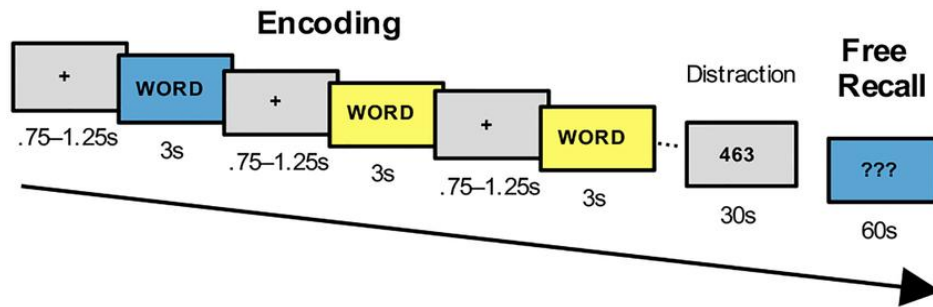 Encoding
+
WORD
+
WORD
+
WORD
...
.75–1.25s
3s
.75–1.25s
3s
.75–1.25s
3s
Distraction
463
30s
Free
Recall
???
60s